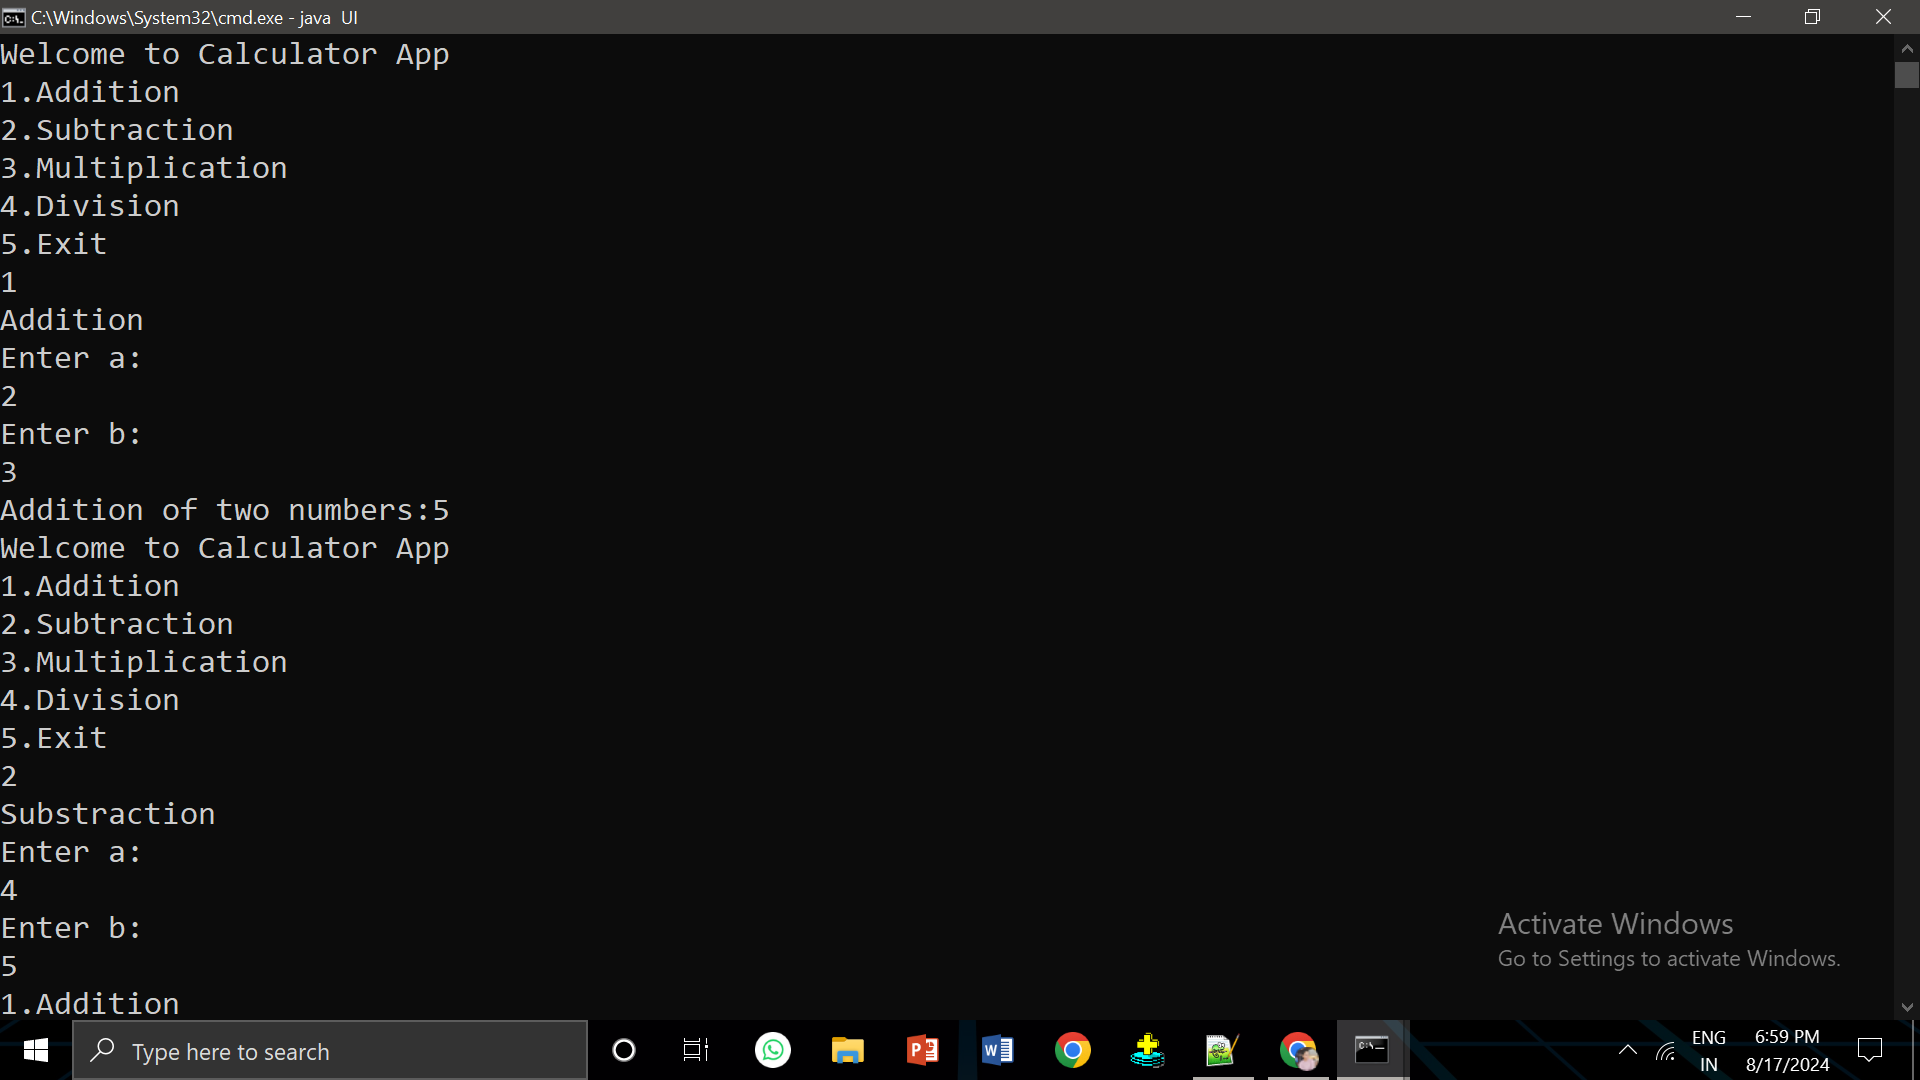 C:\Windows\System32\cmd.exe - java  UI
Welcome to Calculator App
1.Addition
2.Subtraction
3.Multiplication
4.Division
5.Exit
1
Addition
Enter a:
2
Enter b:
3
Addition of two numbers:5
Welcome to Calculator App
1.Addition
2.Subtraction
3.Multiplication
4.Division
5.Exit
2
Substraction
Enter a:
4
Enter b:
5
1.Addition
Activate Windows
Go to Settings to activate Windows.
Type here to search
ENG
IN
6:59 PM
8/17/2024